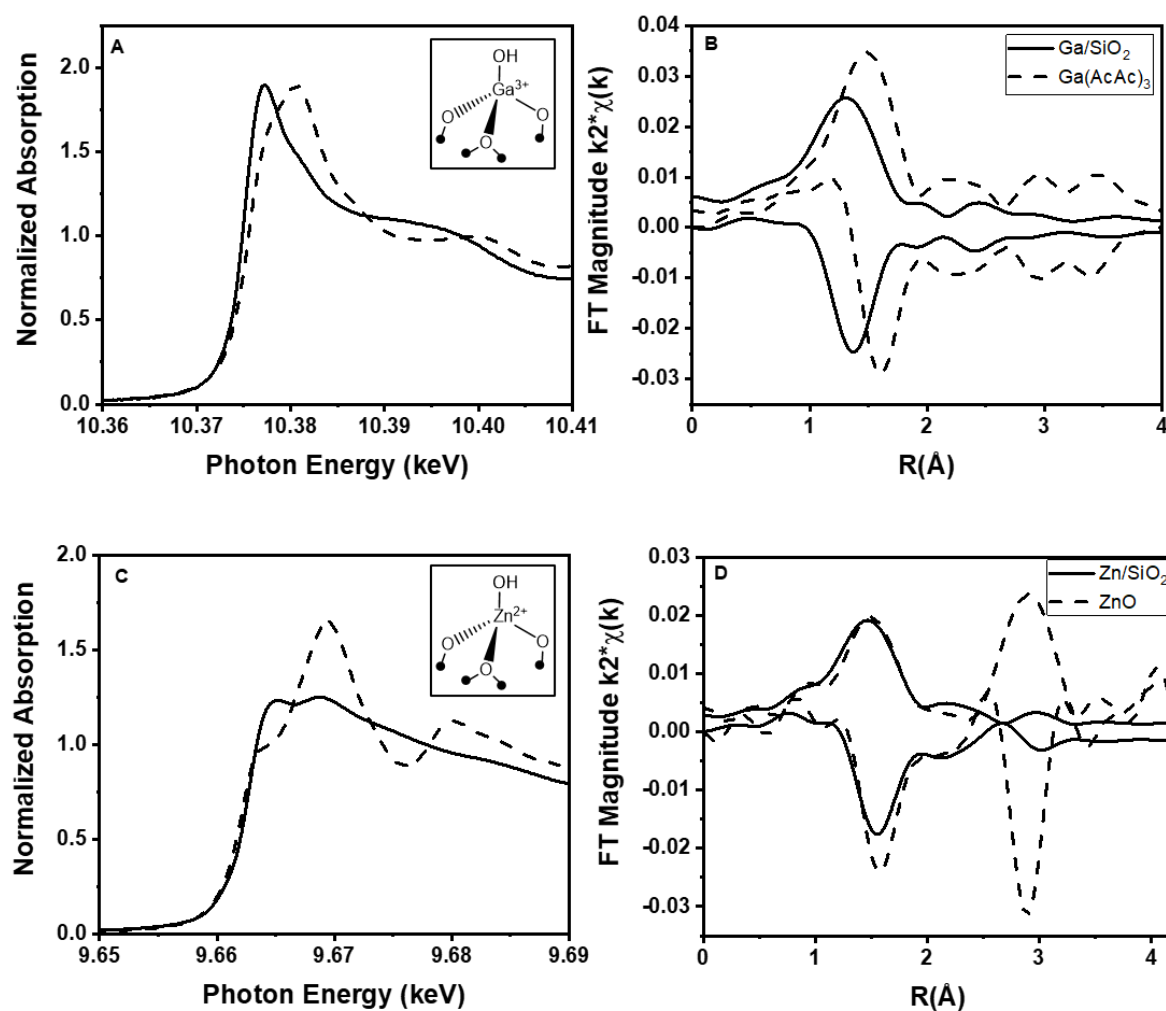 A
B
OH
Ga3+
O
O
O
Ga/SiO2
Ga(AcAc)3
Normalized Absorption
2.0
1.5
1.0
0.5
0.0
10.36 10.37 10.38 10.39 10.40 10.41
Photon Energy (keV)
FT Magnitude k2*χ(k)
0.04
0.03
0.02
0.01
0.00
-0.01
-0.02
-0.03
0 1 2 3 4
R(Å)
C
D
OH
Zn2+
O
O
O
Zn/SiO2
ZnO
Normalized Absorption
2.0
1.5
1.0
0.5
0.0
9.65 9.66 9.67 9.68 9.69
Photon Energy (keV)
FT Magnitude k2*χ(k)
0.03
0.02
0.01
0.00
-0.01
-0.02
-0.03
0 1 2 3 4
R(Å)